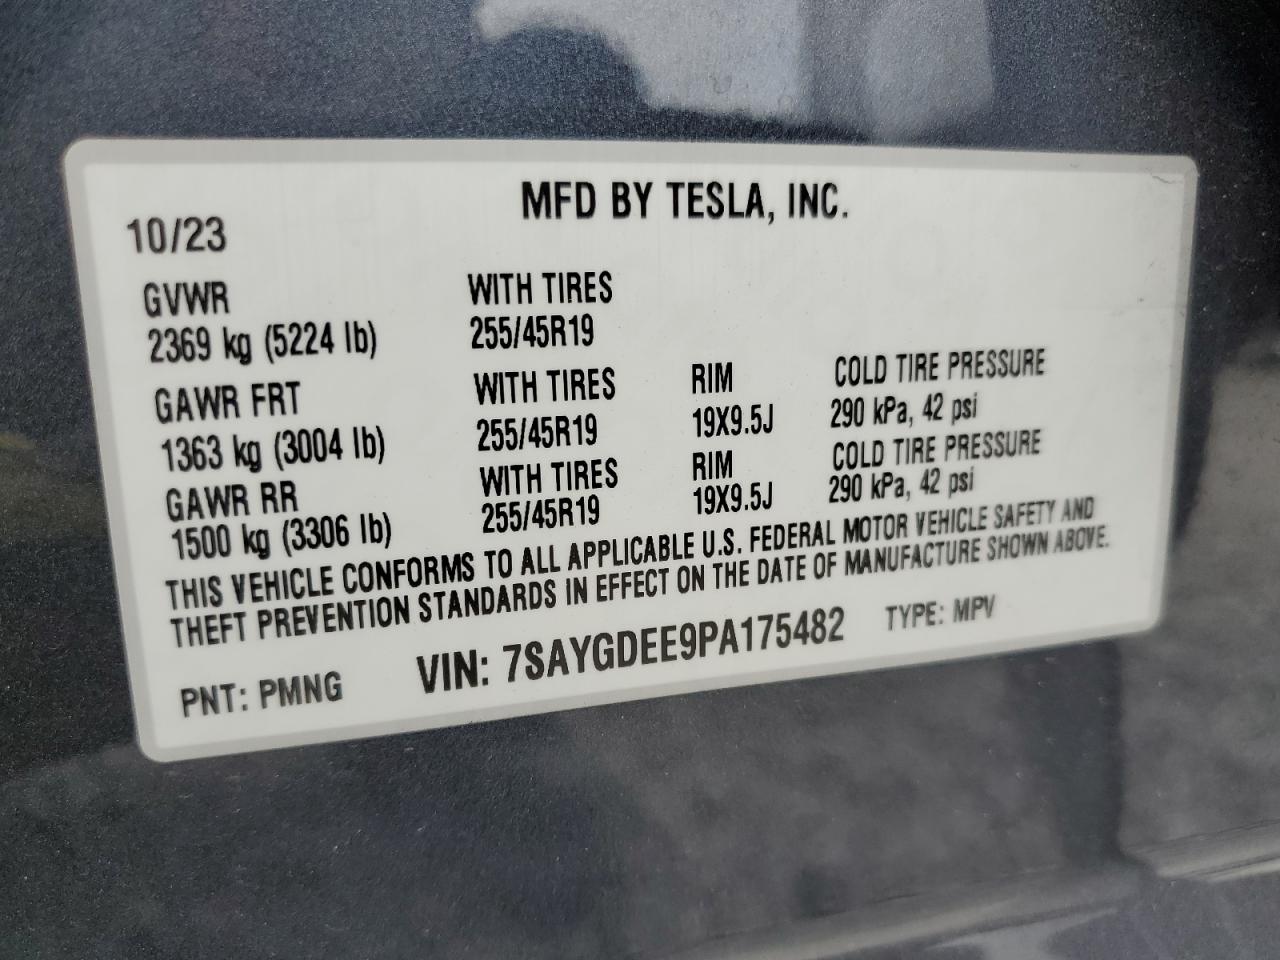 MFD BY TESLA, INC.
10/23
GVWR WITH TIRES
2369 kg (5224 lb) 255/45R19
GAWR FRT WITH TIRES RIM COLD TIRE PRESSURE
1363 kg (3004 lb) 255/45R19 19X9.5J 290 kPa, 42 psi
GAWR RR WITH TIRES RIM COLD TIRE PRESSURE
1500 kg (3306 lb) 255/45R19 19X9.5J 290 kPa, 42 psi
THIS VEHICLE CONFORMS TO ALL APPLICABLE U.S. FEDERAL MOTOR VEHICLE SAFETY AND
THEFT PREVENTION STANDARDS IN EFFECT ON THE DATE OF MANUFACTURE SHOWN ABOVE.
PNT: PMNG VIN: 7SAYGDEE9PA175482 TYPE: MPV